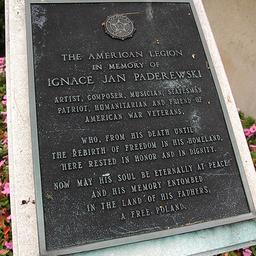 THE AMERICAN LEGION
IN MEMORY OF
IGNACE JAN PADEREWSKI
ARTIST, COMPOSER, MUSICIAN, STATESMAN
PATRIOT, HUMANITARIAN AND FRIEND OF
AMERICAN WAR VETERANS.
WHO, FROM HIS DEATH UNTIL
THE REBIRTH OF FREEDOM IN HIS HOMELAND,
HERE RESTED IN HONOR AND IN DIGNITY.
NOW MAY HIS SOUL BE ETERNALLY AT PEACE
AND HIS MEMORY ENTOMBED
IN THE LAND OF HIS FATHERS,
A FREE POLAND.